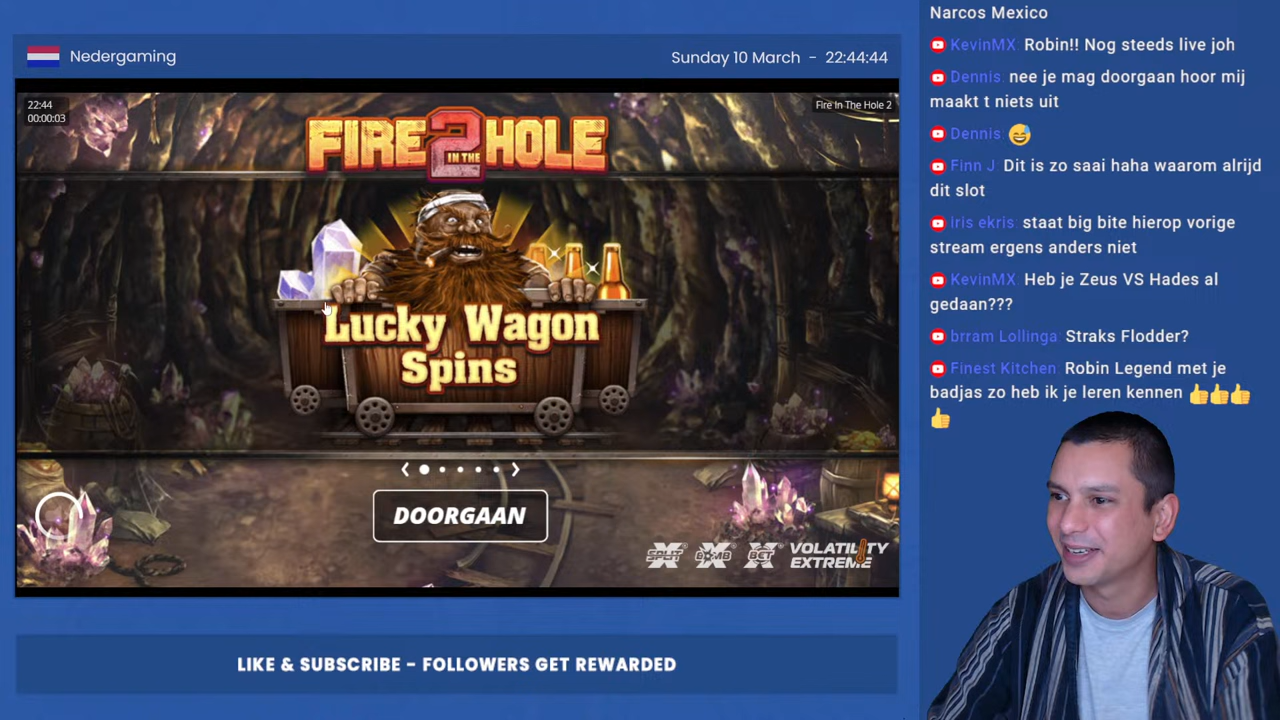 Nedergaming
Sunday 10 March - 22:44:44
22:44
00:00:03
Fire In The Hole 2
FIRE 2 HOLE
IN THE
Lucky Wagon
Spins
DOORGAAN
SPLIT
BOMB
BET
VOLATILITY
EXTREME
LIKE & SUBSCRIBE - FOLLOWERS GET REWARDED
Narcos Mexico
KevinMX: Robin!! Nog steeds live joh
Dennis: nee je mag doorgaan hoor mij
maakt t niets uit
Dennis: 😅
Finn J: Dit is zo saai haha waarom alrijd
dit slot
iris ekris: staat big bite hierop vorige
stream ergens anders niet
KevinMX: Heb je Zeus VS Hades al
gedaan???
brram Lollinga: Straks Flodder?
Finest Kitchen: Robin Legend met je
badjas zo heb ik je leren kennen 👍👍👍
👍